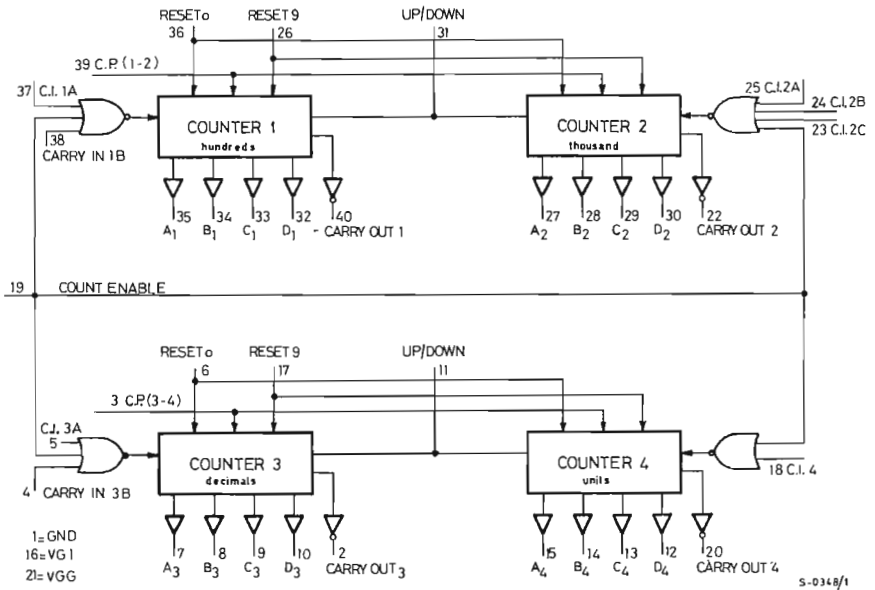 RESET0 RESET 9 UP/DOWN
36 26 31
39 C.P. (1-2)
37 C.I. 1A
25 C.I.2A
24 C.I.2B
23 C.I.2C
38
CARRY IN 1B
COUNTER 1
hundreds
COUNTER 2
thousand
35 34 33 32 40
A1 B1 C1 D1 - CARRY OUT 1
27 28 29 30 22
A2 B2 C2 D2 CARRY OUT 2
19 COUNT ENABLE
RESET0 RESET 9 UP/DOWN
6 17 11
3 C.P.(3-4)
C.I. 3A
5
4 CARRY IN 3B
COUNTER 3
decimals
COUNTER 4
units
18 C.I. 4
7 8 9 10 2
A3 B3 C3 D3 CARRY OUT 3
15 14 13 12 20
A4 B4 C4 D4 CARRY OUT 4
1=GND
16=VG1
21=VGG
S-0348/1